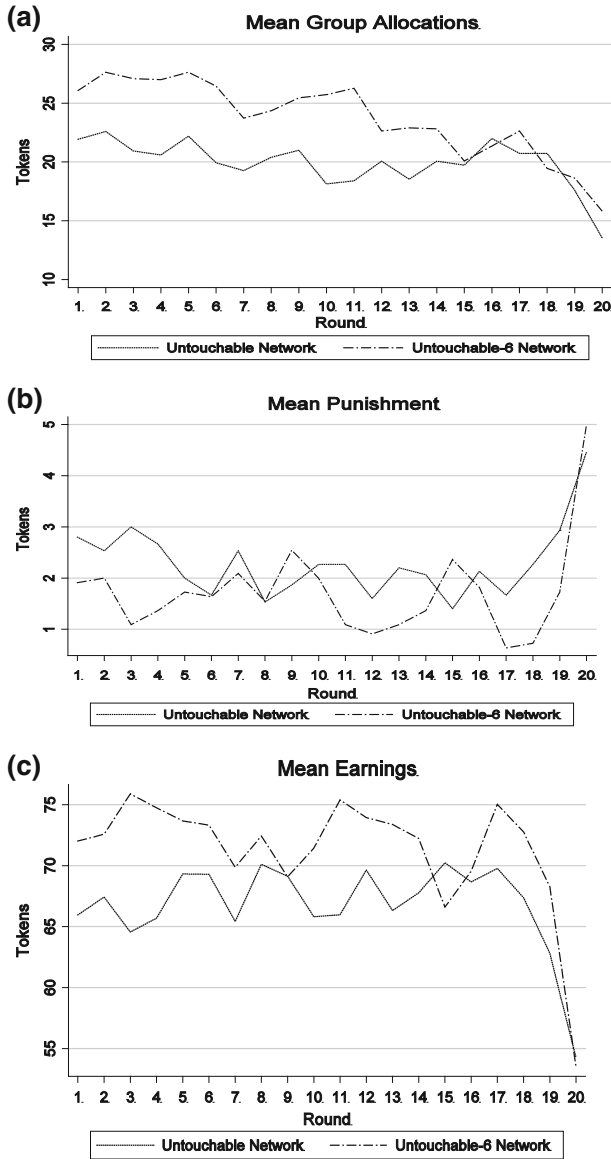 (a)
Mean Group Allocations.
30
25
20
15
10
Tokens
1. 2. 3. 4. 5. 6. 7. 8. 9. 10. 11. 12. 13. 14. 15. 16. 17. 18. 19. 20.
Round.
Untouchable Network Untouchable-6 Network
(b)
Mean Punishment
5
4
3
2
1
Tokens
1. 2. 3. 4. 5. 6. 7. 8. 9. 10. 11. 12. 13. 14. 15. 16. 17. 18. 19. 20.
Round.
Untouchable Network Untouchable-6 Network
(c)
Mean Earnings.
75
70
65
60
55
Tokens
1. 2. 3. 4. 5. 6. 7. 8. 9. 10. 11. 12. 13. 14. 15. 16. 17. 18. 19. 20.
Round.
Untouchable Network Untouchable-6 Network